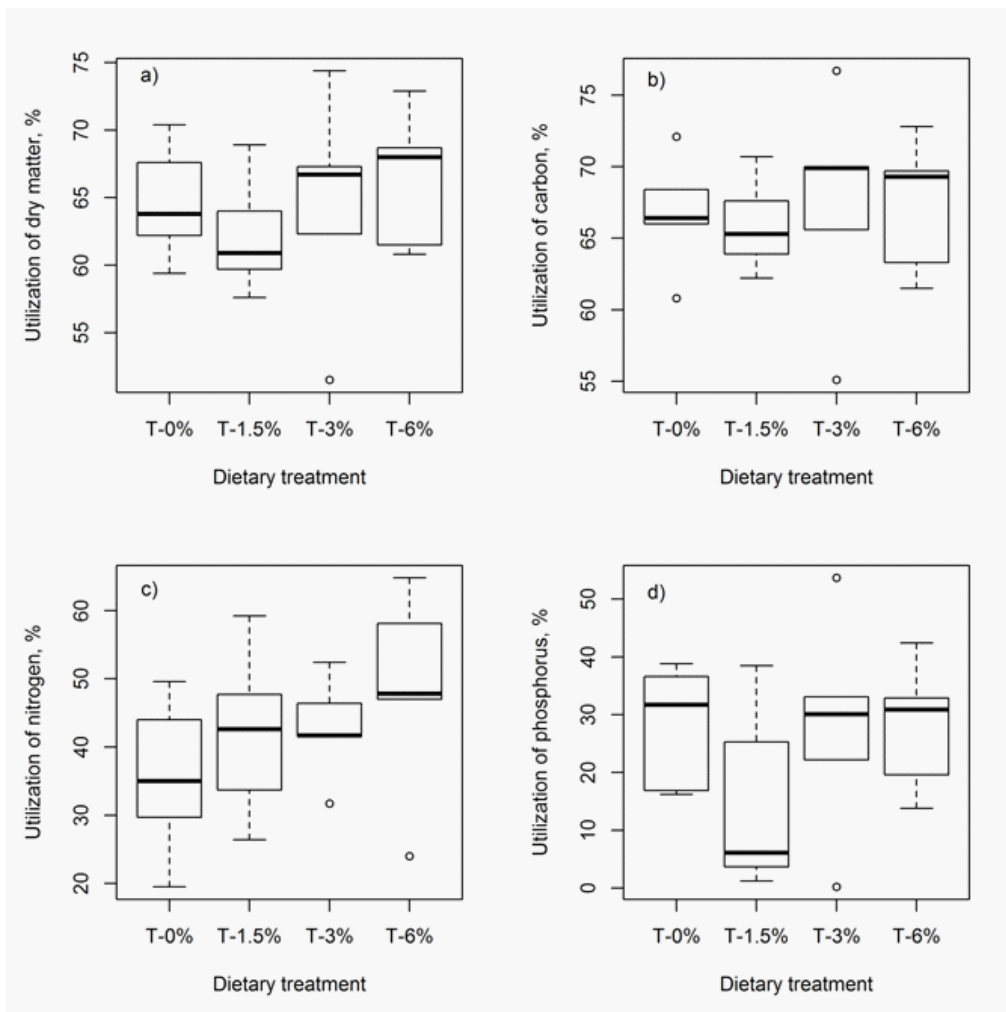 a)
Utilization of dry matter, %
75
70
65
60
55
T-0% T-1.5% T-3% T-6%
Dietary treatment
b)
Utilization of carbon, %
75
70
65
60
55
T-0% T-1.5% T-3% T-6%
Dietary treatment
c)
Utilization of nitrogen, %
60
50
40
30
20
T-0% T-1.5% T-3% T-6%
Dietary treatment
d)
Utilization of phosphorus, %
50
40
30
20
10
0
T-0% T-1.5% T-3% T-6%
Dietary treatment